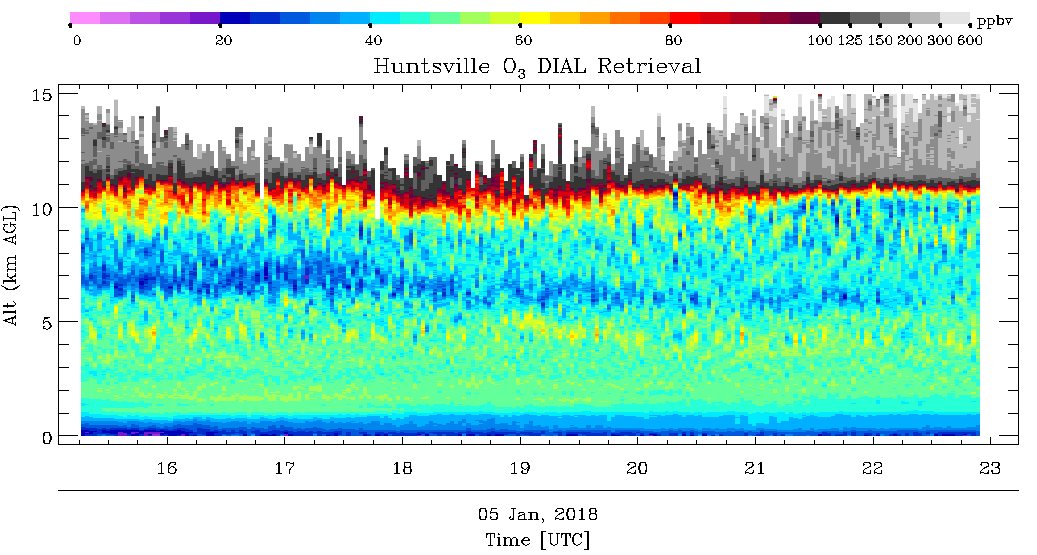 ppbv
0 20 40 60 80 100 125 150 200 300 600
Huntsville O₃ DIAL Retrieval
15
10
5
0
Alt (km AGL)
16 17 18 19 20 21 22 23
05 Jan, 2018
Time [UTC]